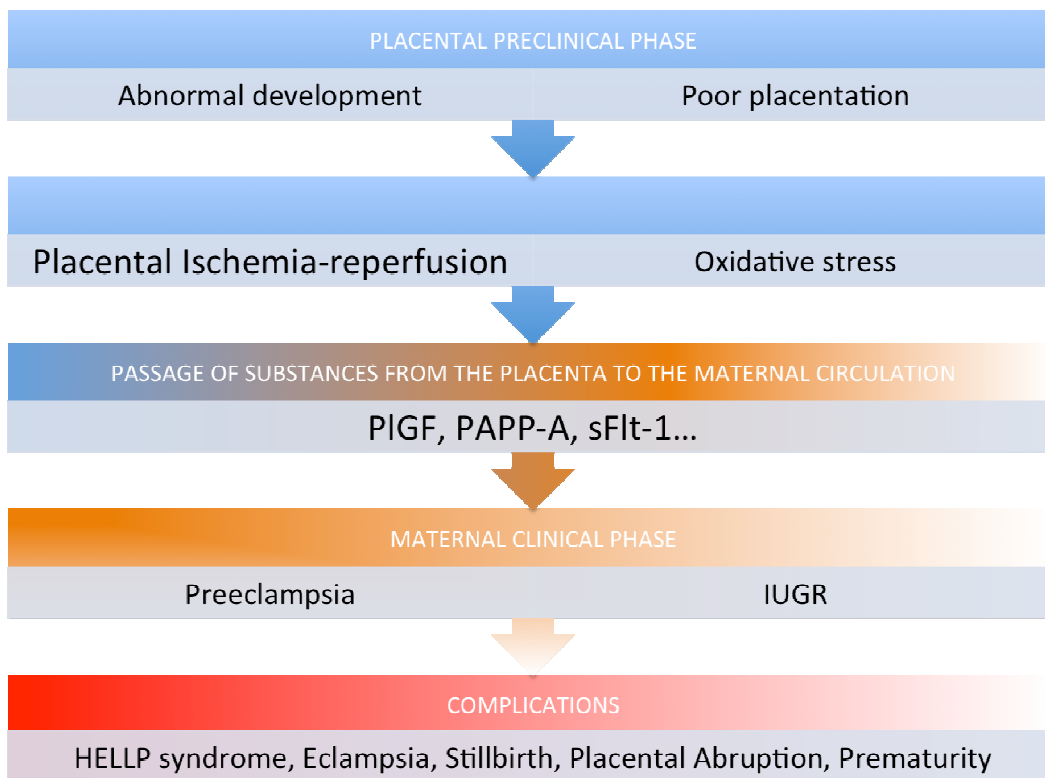 PLACENTAL PRECLINICAL PHASE
Abnormal development
Poor placentation
Placental Ischemia-reperfusion
Oxidative stress
PASSAGE OF SUBSTANCES FROM THE PLACENTA TO THE MATERNAL CIRCULATION
PlGF, PAPP-A, sFlt-1...
MATERNAL CLINICAL PHASE
Preeclampsia
IUGR
COMPLICATIONS
HELLP syndrome, Eclampsia, Stillbirth, Placental Abruption, Prematurity